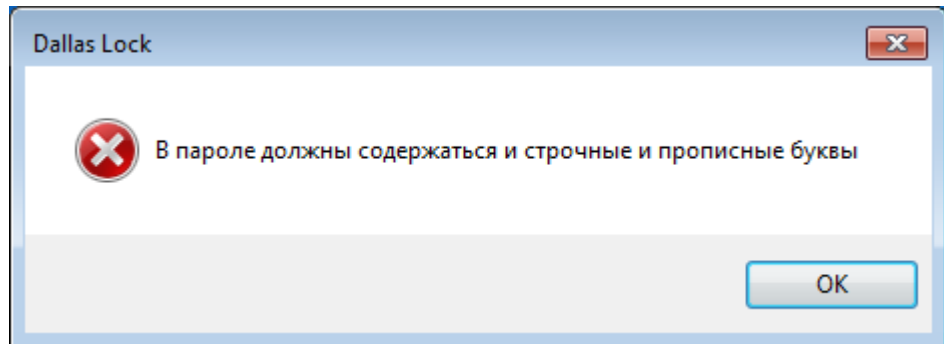 Dallas Lock
В пароле должны содержаться и строчные и прописные буквы
OK